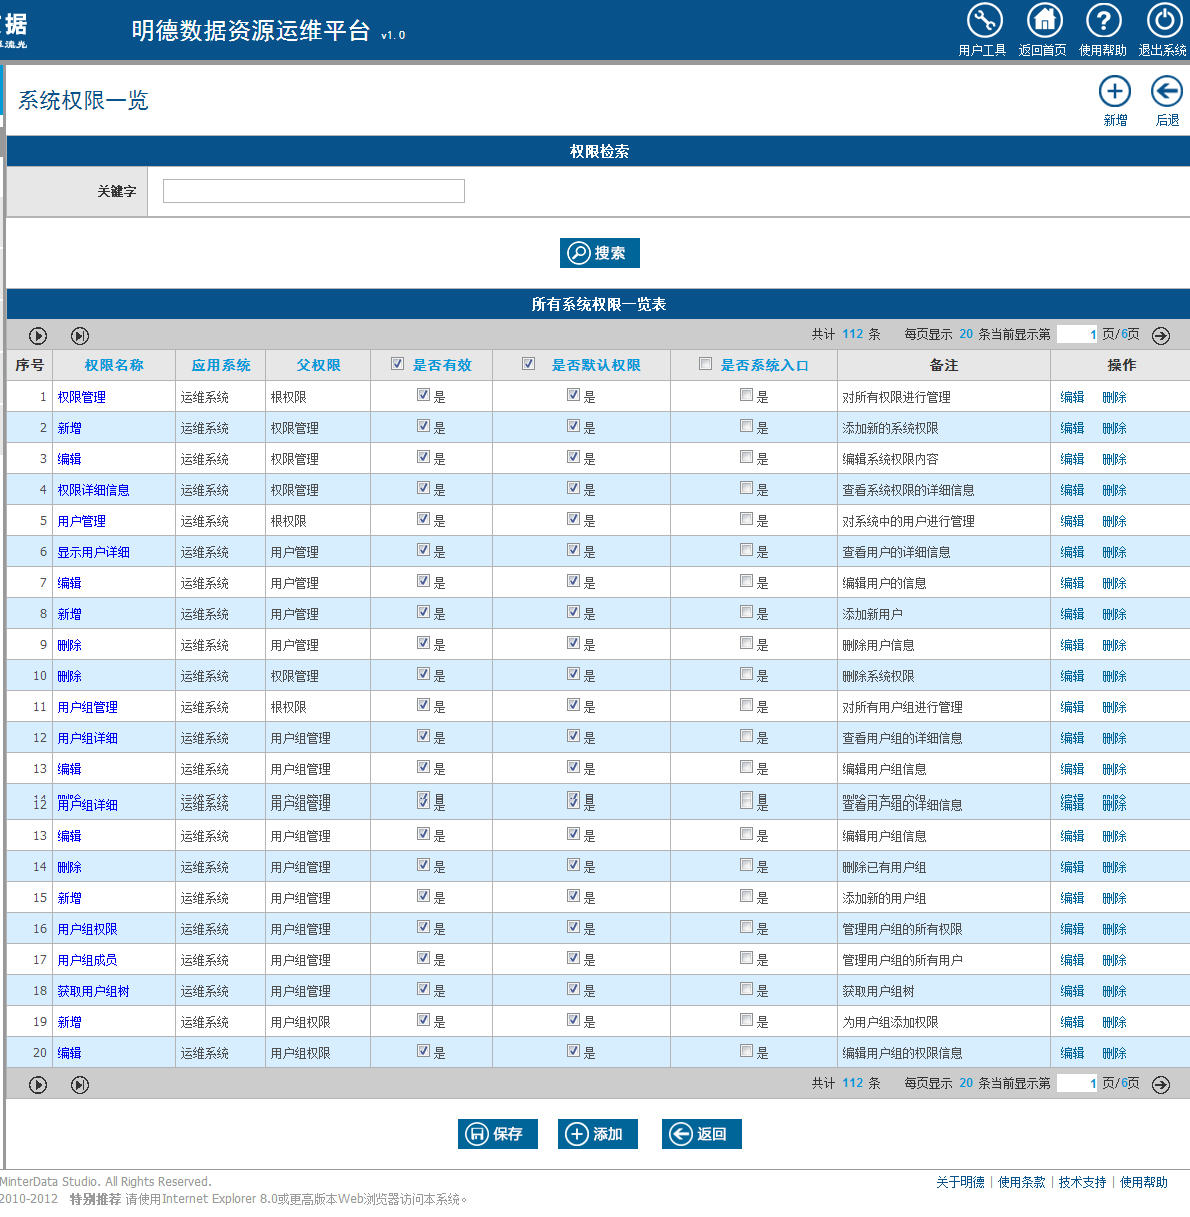 据
明德数据资源运维平台 v1.0
用户工具 返回首页 使用帮助 退出系统
系统权限一览
新增 后退
权限检索
关键字
搜索
所有系统权限一览表
共计 112 条 每页显示 20 条当前显示第 1 页/6页
序号 权限名称 应用系统 父权限 是否有效 是否默认权限 是否系统入口 备注 操作
1 权限管理 运维系统 根权限 是 是 是 对所有权限进行管理 编辑 删除
2 新增 运维系统 权限管理 是 是 是 添加新的系统权限 编辑 删除
3 编辑 运维系统 权限管理 是 是 是 编辑系统权限内容 编辑 删除
4 权限详细信息 运维系统 权限管理 是 是 是 查看系统权限的详细信息 编辑 删除
5 用户管理 运维系统 根权限 是 是 是 对系统中的用户进行管理 编辑 删除
6 显示用户详细 运维系统 用户管理 是 是 是 查看用户的详细信息 编辑 删除
7 编辑 运维系统 用户管理 是 是 是 编辑用户的信息 编辑 删除
8 新增 运维系统 用户管理 是 是 是 添加新用户 编辑 删除
9 删除 运维系统 用户管理 是 是 是 删除用户信息 编辑 删除
10 删除 运维系统 权限管理 是 是 是 删除系统权限 编辑 删除
11 用户组管理 运维系统 根权限 是 是 是 对所有用户组进行管理 编辑 删除
12 用户组详细 运维系统 用户组管理 是 是 是 查看用户组的详细信息 编辑 删除
13 编辑 运维系统 用户组管理 是 是 是 编辑用户组信息 编辑 删除
12 用户组详细 运维系统 用户组管理 是 是 是 查看用户组的详细信息 编辑 删除
13 编辑 运维系统 用户组管理 是 是 是 编辑用户组信息 编辑 删除
14 删除 运维系统 用户组管理 是 是 是 删除已有用户组 编辑 删除
15 新增 运维系统 用户组管理 是 是 是 添加新的用户组 编辑 删除
16 用户组权限 运维系统 用户组管理 是 是 是 管理用户组的所有权限 编辑 删除
17 用户组成员 运维系统 用户组管理 是 是 是 管理用户组的所有用户 编辑 删除
18 获取用户组树 运维系统 用户组管理 是 是 是 获取用户组树 编辑 删除
19 新增 运维系统 用户组权限 是 是 是 为用户组添加权限 编辑 删除
20 编辑 运维系统 用户组权限 是 是 是 编辑用户组的权限信息 编辑 删除
共计 112 条 每页显示 20 条当前显示第 1 页/6页
保存 添加 返回
MinterData Studio. All Rights Reserved.
关于明德 | 使用条款 | 技术支持 | 使用帮助
2010-2012 特别推荐 请使用Internet Explorer 8.0或更高版本Web浏览器访问本系统。